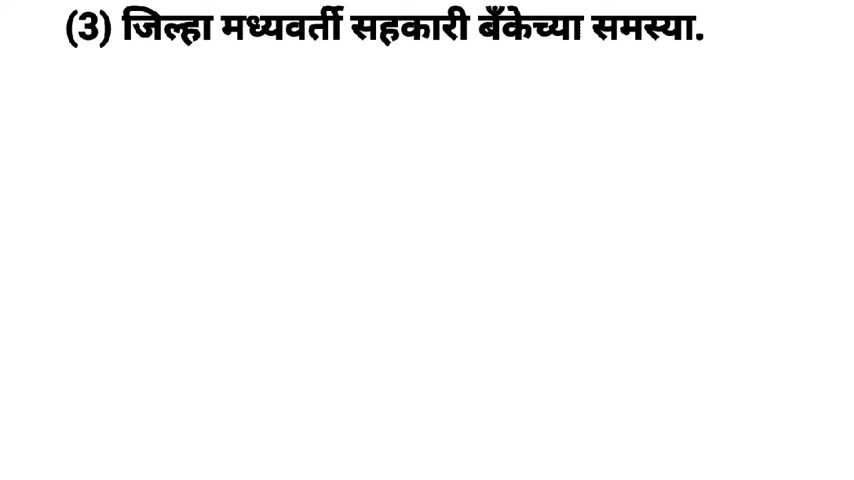 (3) जिल्हा मध्यवर्ती सहकारी बँकेच्या समस्या.